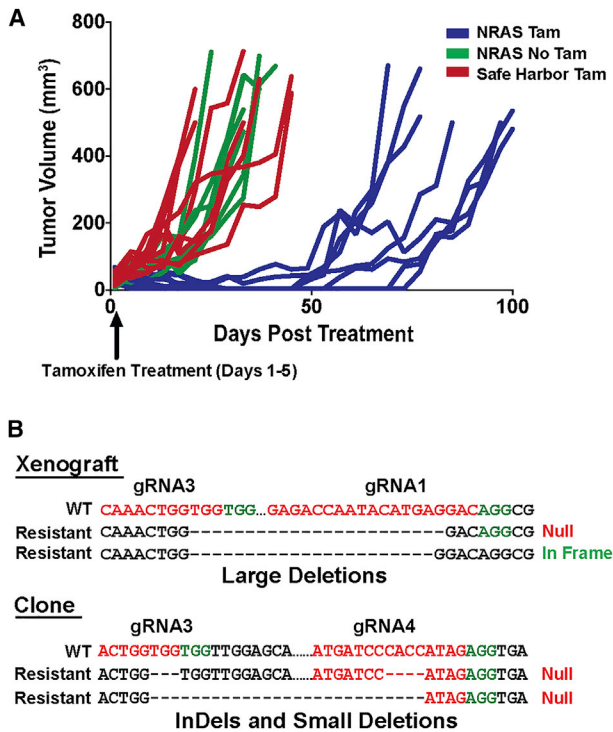 A
Tumor Volume (mm³)
800
600
400
200
0
0
50
100
Days Post Treatment
NRAS Tam
NRAS No Tam
Safe Harbor Tam
Tamoxifen Treatment (Days 1-5)
B
Xenograft
gRNA3 gRNA1
WT CAAACTGGTGGTGG...GAGACCAATACATGAGGACAGGCG
Resistant CAAACTGG--------------------------GACAGGCG Null
Resistant CAAACTGG-------------------------GGACAGGCG In Frame
Large Deletions
Clone
gRNA3 gRNA4
WT ACTGGTGGTGGTTGGAGCA......ATGATCCCACCATAGAGGTGA
Resistant ACTGG---TGGTTGGAGCA......ATGATCC----ATAGAGGTGA Null
Resistant ACTGG-------------------------------ATAGAGGTGA Null
InDels and Small Deletions